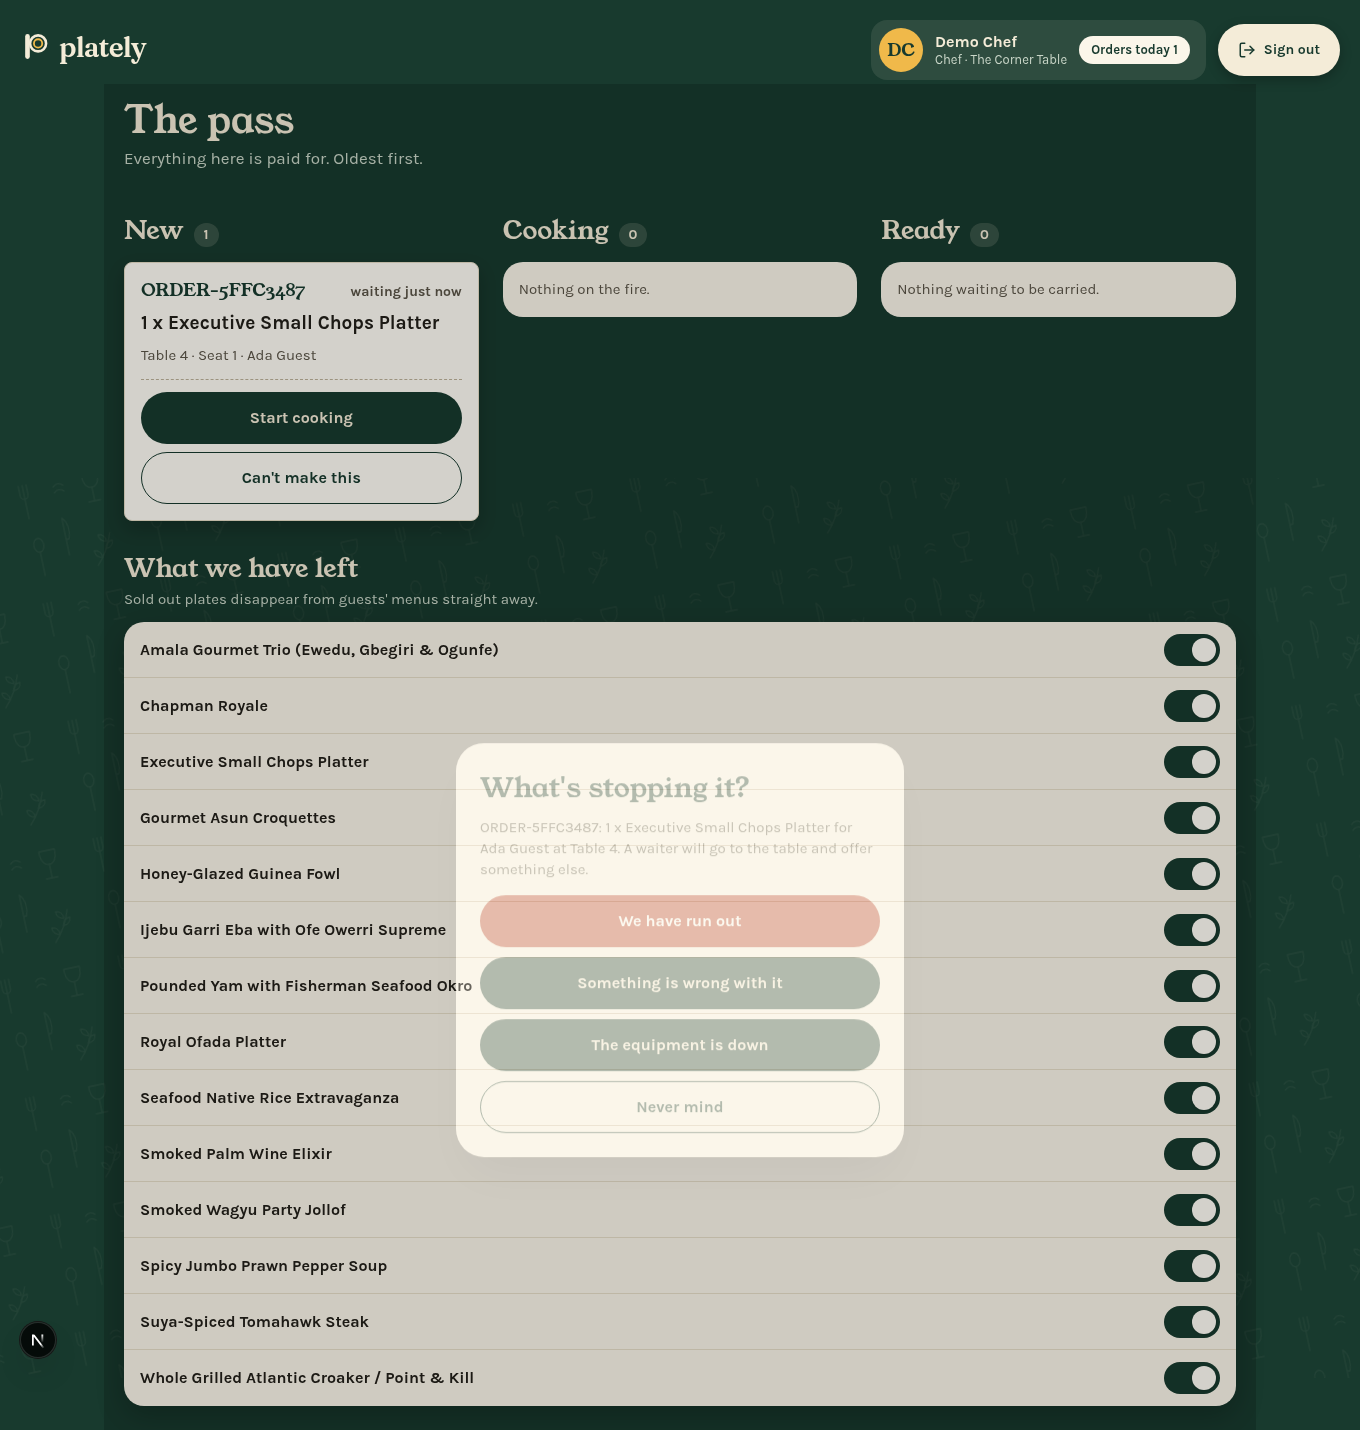 plately
DC
Demo Chef
Chef · The Corner Table
Orders today 1
Sign out
The pass
Everything here is paid for. Oldest first.
New 1
ORDER-5FFC3487
waiting just now
1 x Executive Small Chops Platter
Table 4 · Seat 1 · Ada Guest
Start cooking
Can't make this
Cooking 0
Nothing on the fire.
Ready 0
Nothing waiting to be carried.
What we have left
Sold out plates disappear from guests' menus straight away.
Amala Gourmet Trio (Ewedu, Gbegiri & Ogunfe)
Chapman Royale
Executive Small Chops Platter
Gourmet Asun Croquettes
Honey-Glazed Guinea Fowl
Ijebu Garri Eba with Ofe Owerri Supreme
Pounded Yam with Fisherman Seafood Okro
Royal Ofada Platter
Seafood Native Rice Extravaganza
Smoked Palm Wine Elixir
Smoked Wagyu Party Jollof
Spicy Jumbo Prawn Pepper Soup
Suya-Spiced Tomahawk Steak
Whole Grilled Atlantic Croaker / Point & Kill
What's stopping it?
ORDER-5FFC3487: 1 x Executive Small Chops Platter for
Ada Guest at Table 4. A waiter will go to the table and offer
something else.
We have run out
Something is wrong with it
The equipment is down
Never mind
N